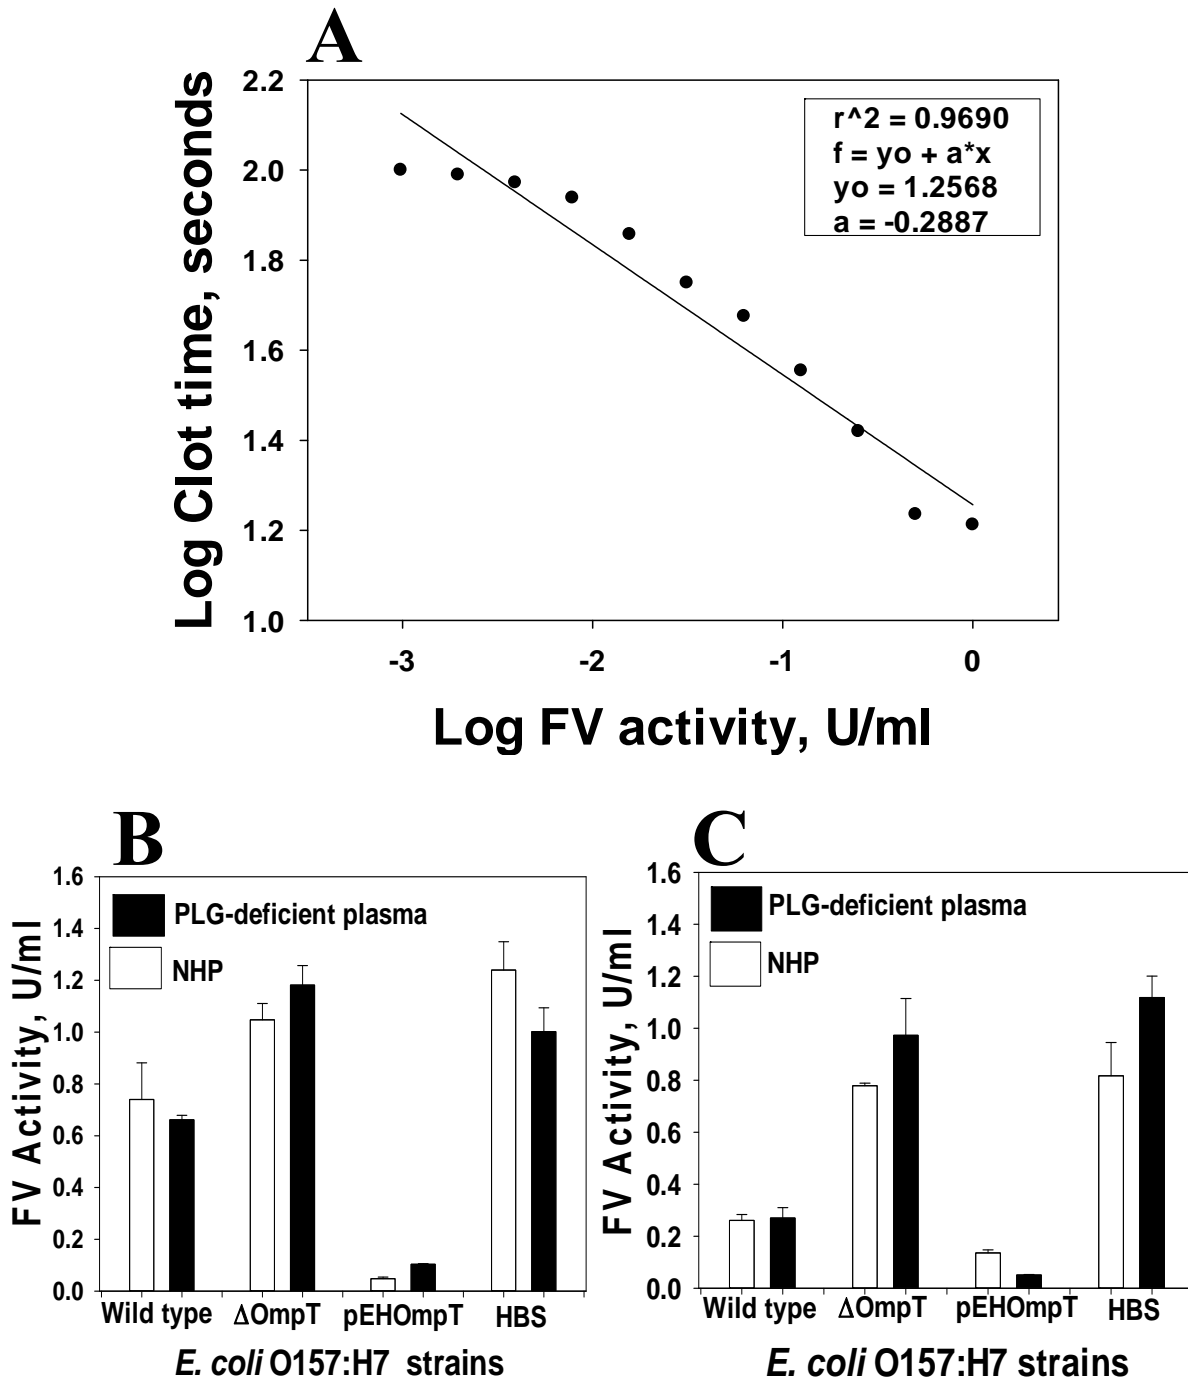 A
Log Clot time, seconds
2.2
2.0
1.8
1.6
1.4
1.2
1.0
r^2 = 0.9690
f = yo + a*x
yo = 1.2568
a = -0.2887
-3 -2 -1 0
Log FV activity, U/ml
B
FV Activity, U/ml
1.6
1.4
1.2
1.0
0.8
0.6
0.4
0.2
0.0
PLG-deficient plasma
NHP
Wild type ΔOmpT pEHOmpT HBS
E. coli O157:H7 strains
C
FV Activity, U/ml
1.6
1.4
1.2
1.0
0.8
0.6
0.4
0.2
0.0
PLG-deficient plasma
NHP
Wild type ΔOmpT pEHOmpT HBS
E. coli O157:H7 strains